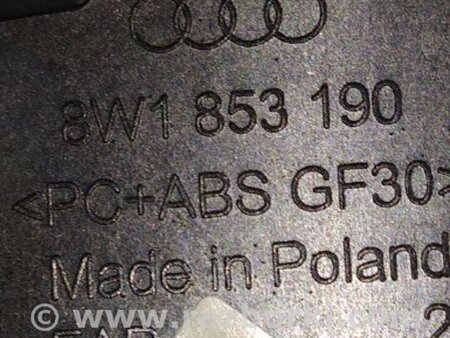 8W1 853 190
<PC+ABS GF30>
Made in Poland